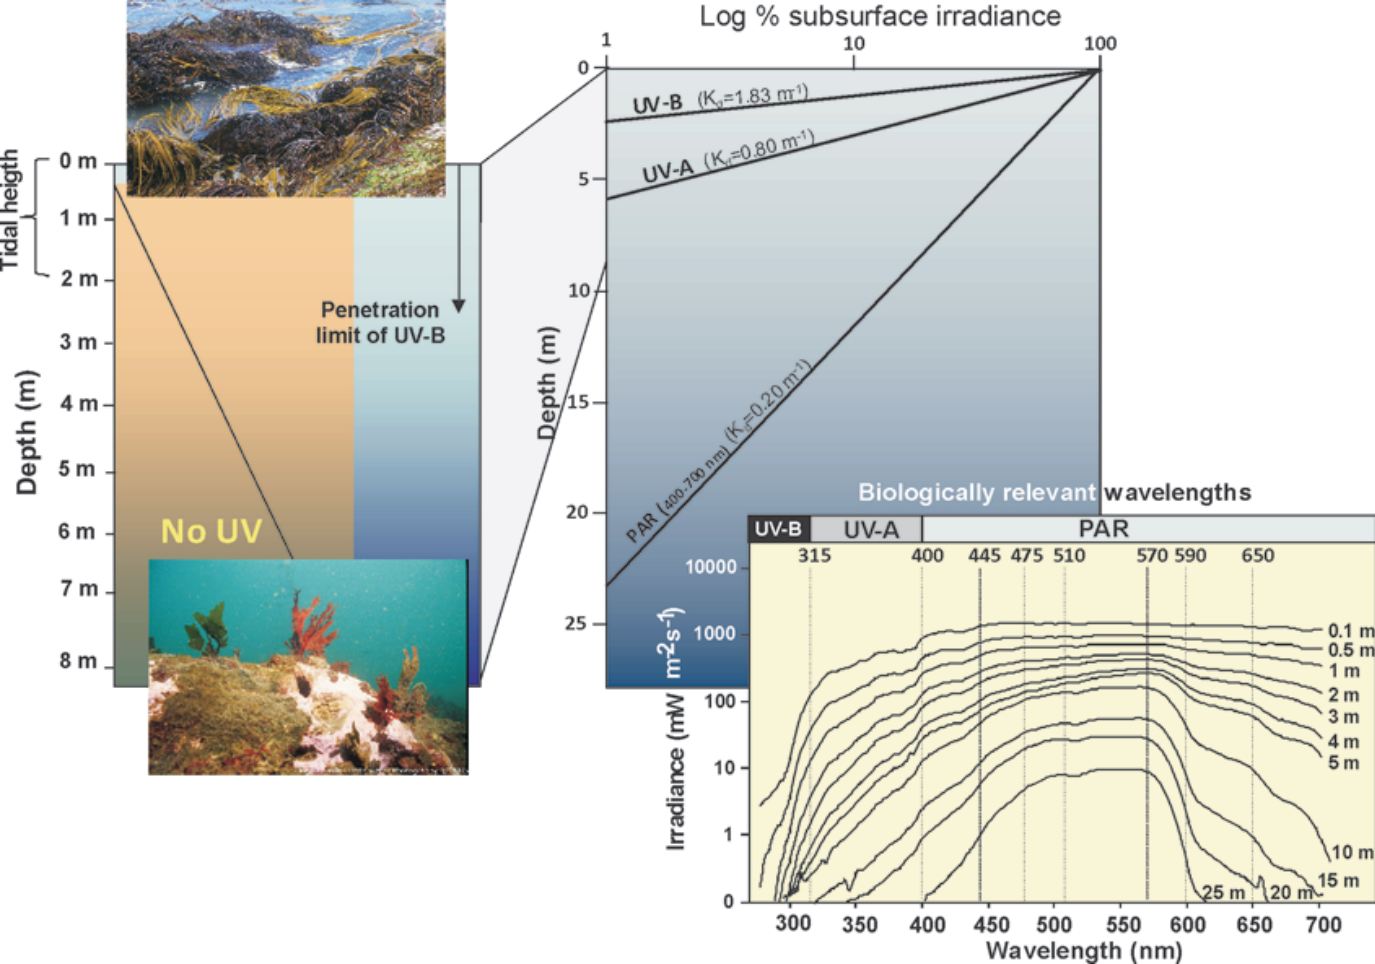 Log % subsurface irradiance
1 10 100
0
5
10
15
20
25
Depth (m)
UV-B (Kd=1.83 m-1)
UV-A (Kd=0.80 m-1)
PAR (400-700 nm) (Kd=0.20 m-1)
Tidal heigth
Depth (m)
0 m
1 m
2 m
3 m
4 m
5 m
6 m
7 m
8 m
Penetration
limit of UV-B
No UV
Biologically relevant wavelengths
UV-B UV-A PAR
315 400 445 475 510 570 590 650
10000
1000
100
10
1
0
Irradiance (mW m-2s-1)
0.1 m
0.5 m
1 m
2 m
3 m
4 m
5 m
10 m
15 m
25 m 20 m
300 350 400 450 500 550 600 650 700
Wavelength (nm)